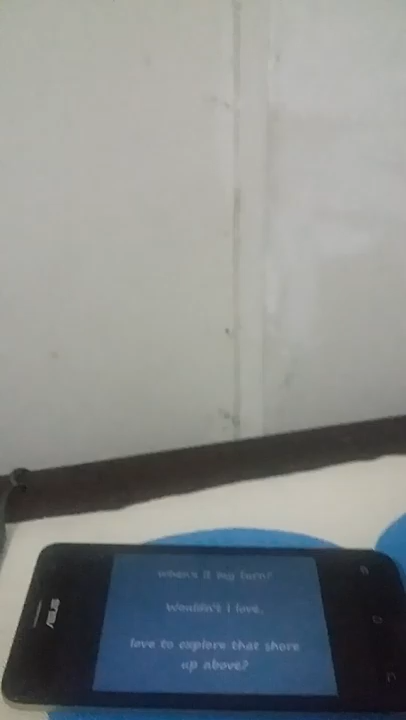 when's it my turn?
Wouldn't i love,
love to explore that shore
up above?
ASUS